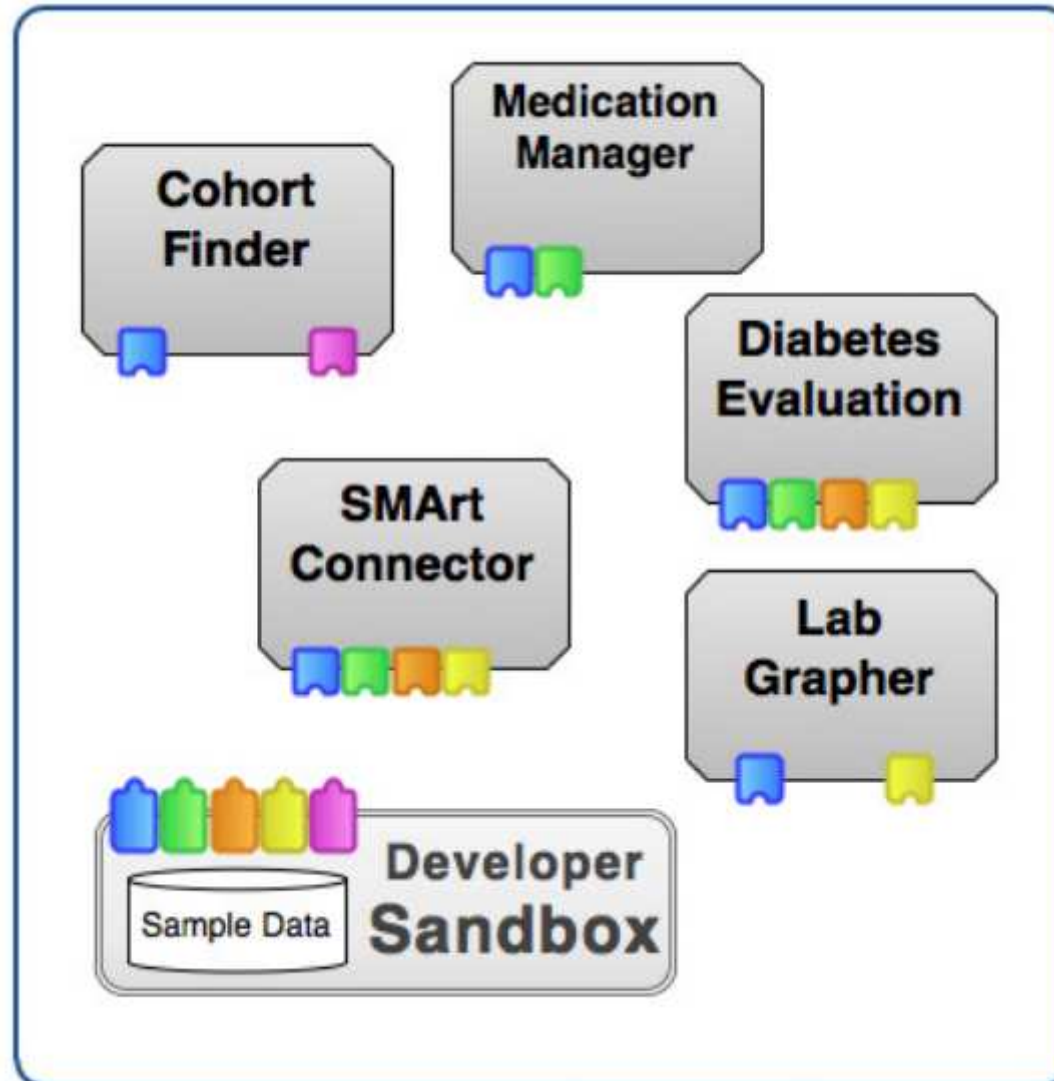 Medication
Manager
Cohort
Finder
Diabetes
Evaluation
SMArt
Connector
Lab
Grapher
Developer
Sandbox
Sample Data